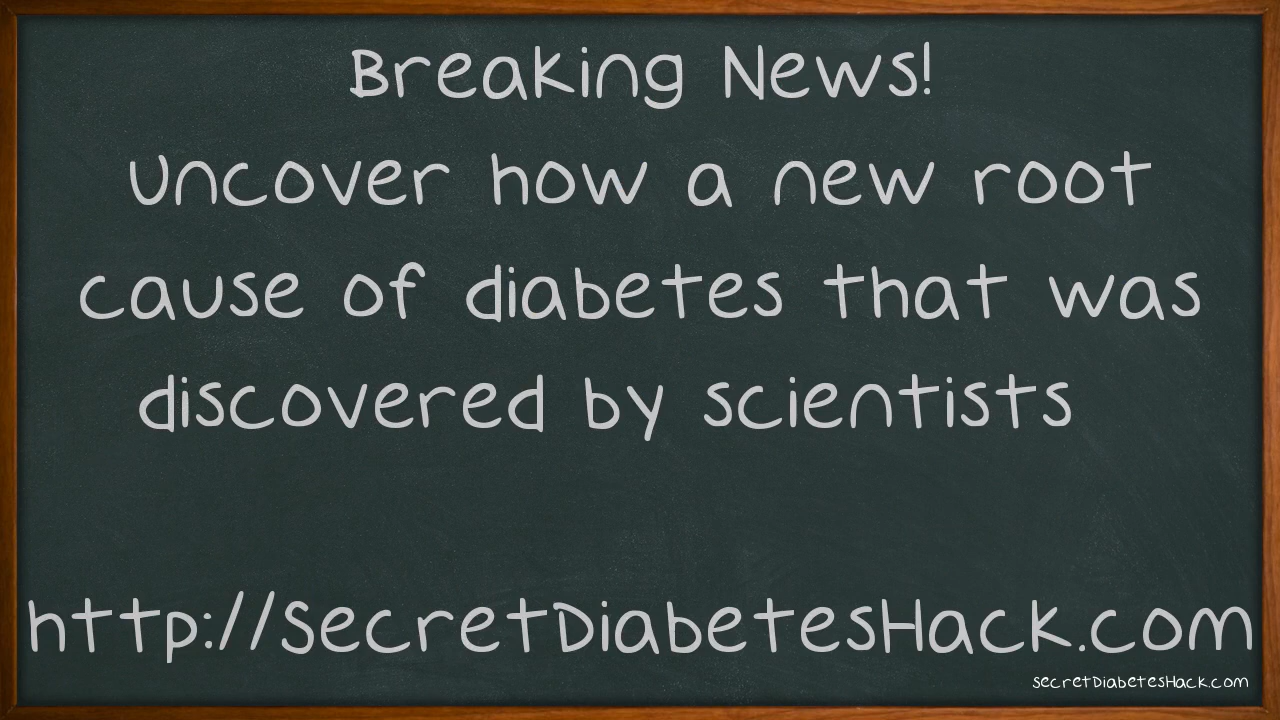 Breaking News!
Uncover how a new root
cause of diabetes that was
discovered by scientists
http://SecretDiabetesHack.com
SecretDiabetesHack.com